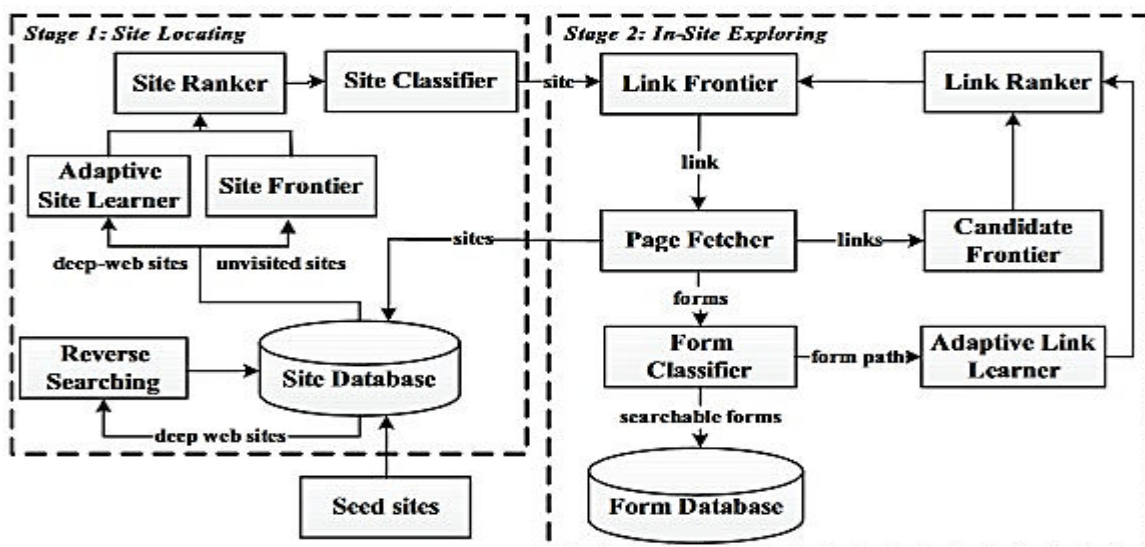 Stage 1: Site Locating
Site Ranker
Site Classifier
site
Adaptive
Site Learner
Site Frontier
deep-web sites
unvisited sites
Reverse
Searching
Site Database
deep web sites
Seed sites
Stage 2: In-Site Exploring
Link Frontier
Link Ranker
link
sites
Page Fetcher
links
Candidate
Frontier
forms
Form
Classifier
form path
Adaptive Link
Learner
searchable forms
Form Database